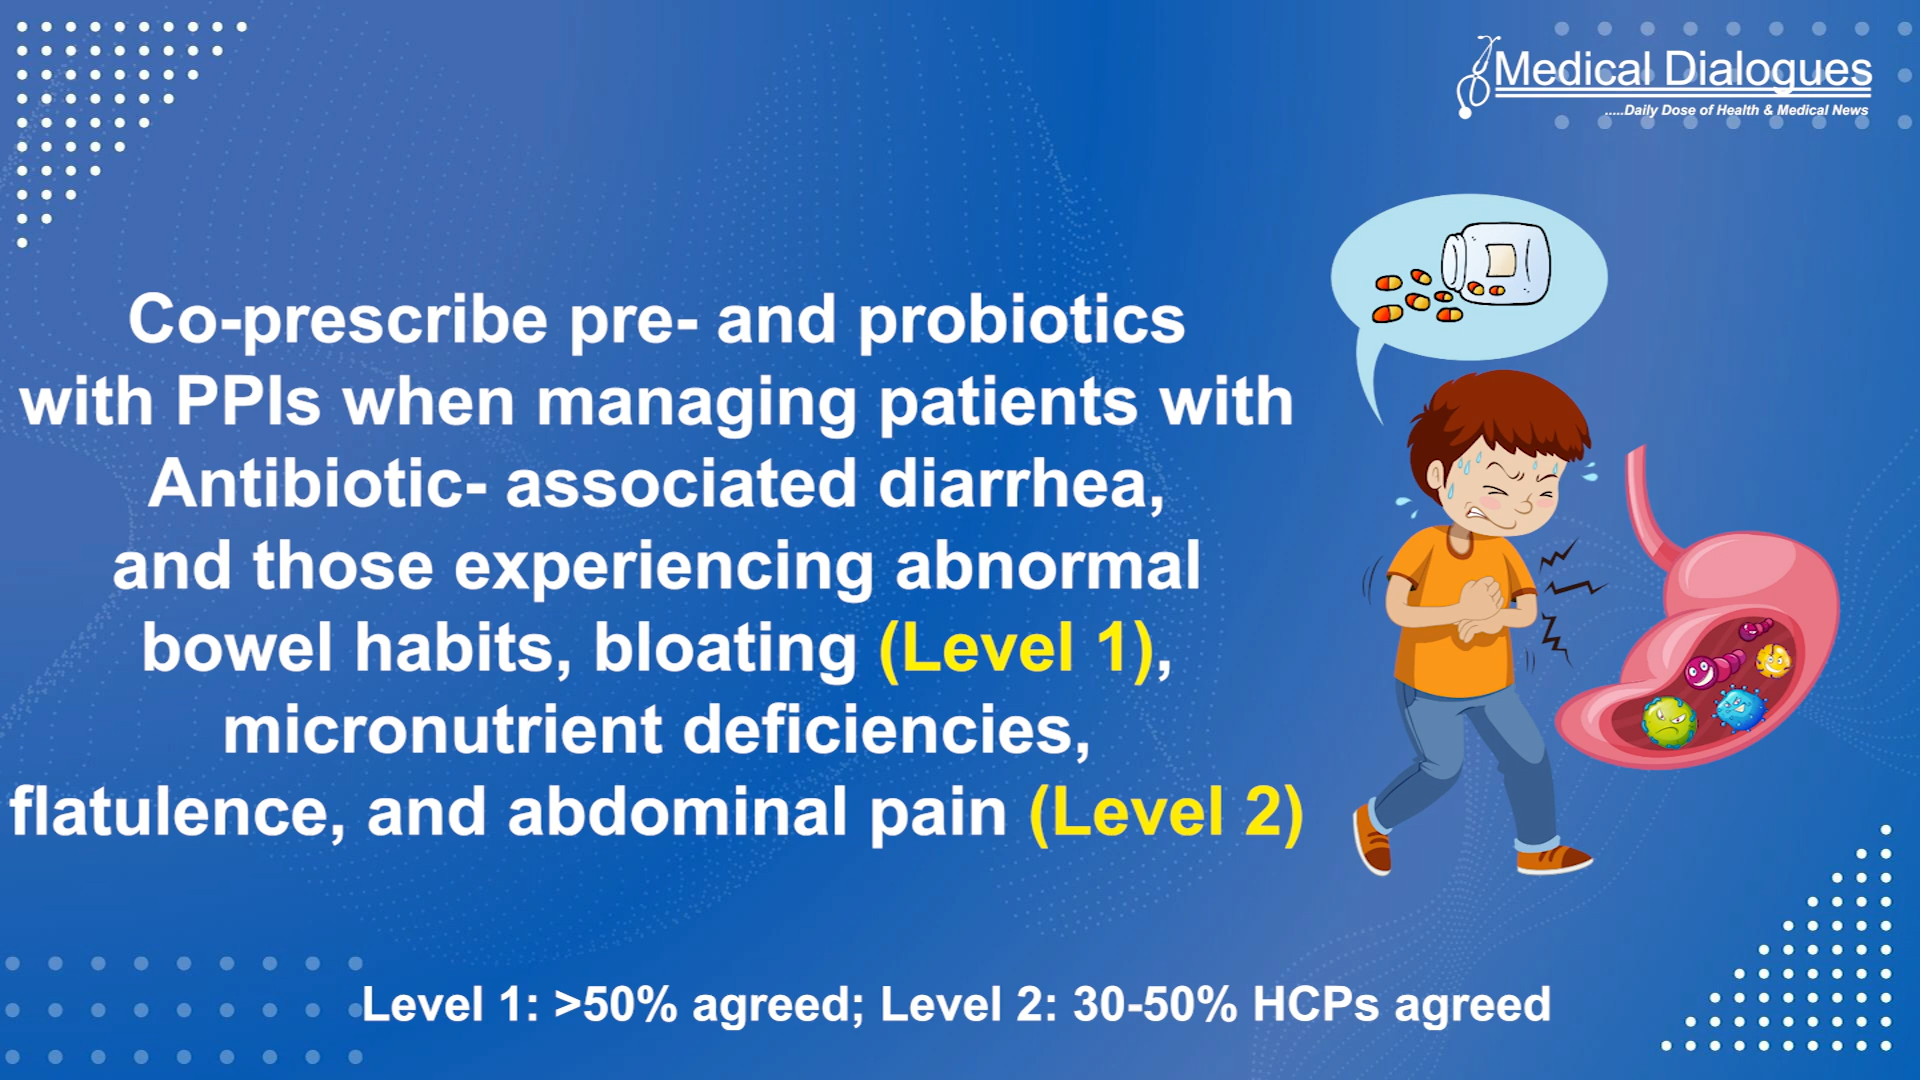 Medical Dialogues
.....Daily Dose of Health & Medical News
Co-prescribe pre- and probiotics
with PPIs when managing patients with
Antibiotic- associated diarrhea,
and those experiencing abnormal
bowel habits, bloating (Level 1),
micronutrient deficiencies,
flatulence, and abdominal pain (Level 2)
Level 1: >50% agreed; Level 2: 30-50% HCPs agreed